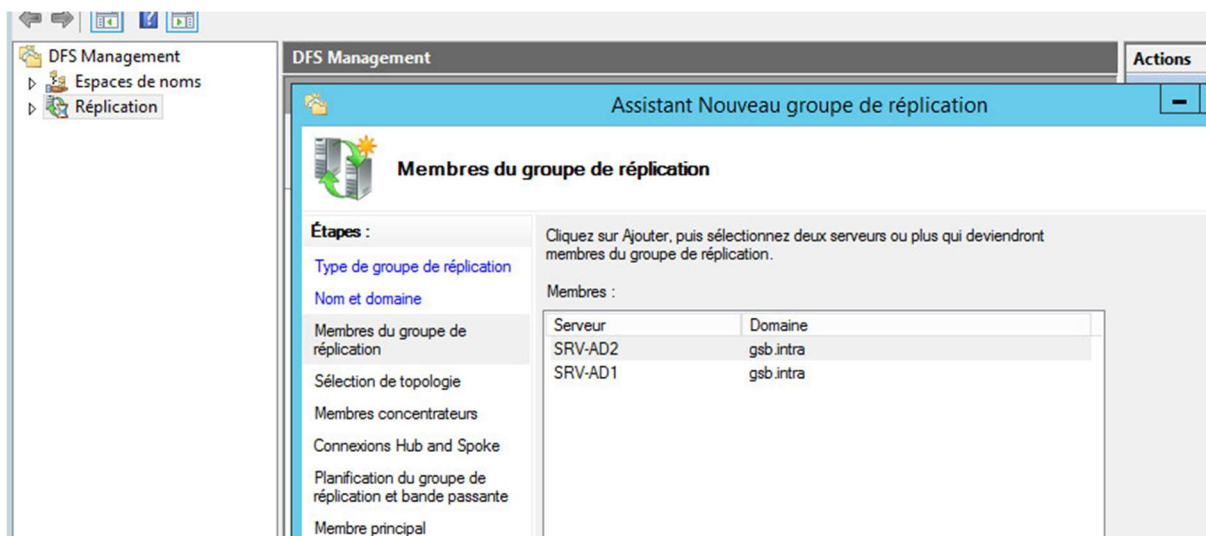 DFS Management
Espaces de noms
Réplication
DFS Management
Actions
Assistant Nouveau groupe de réplication
Membres du groupe de réplication
Étapes :
Type de groupe de réplication
Nom et domaine
Membres du groupe de
réplication
Sélection de topologie
Membres concentrateurs
Connexions Hub and Spoke
Planification du groupe de
réplication et bande passante
Membre principal
Cliquez sur Ajouter, puis sélectionnez deux serveurs ou plus qui deviendront
membres du groupe de réplication.
Membres :
Serveur Domaine
SRV-AD2 gsb.intra
SRV-AD1 gsb.intra